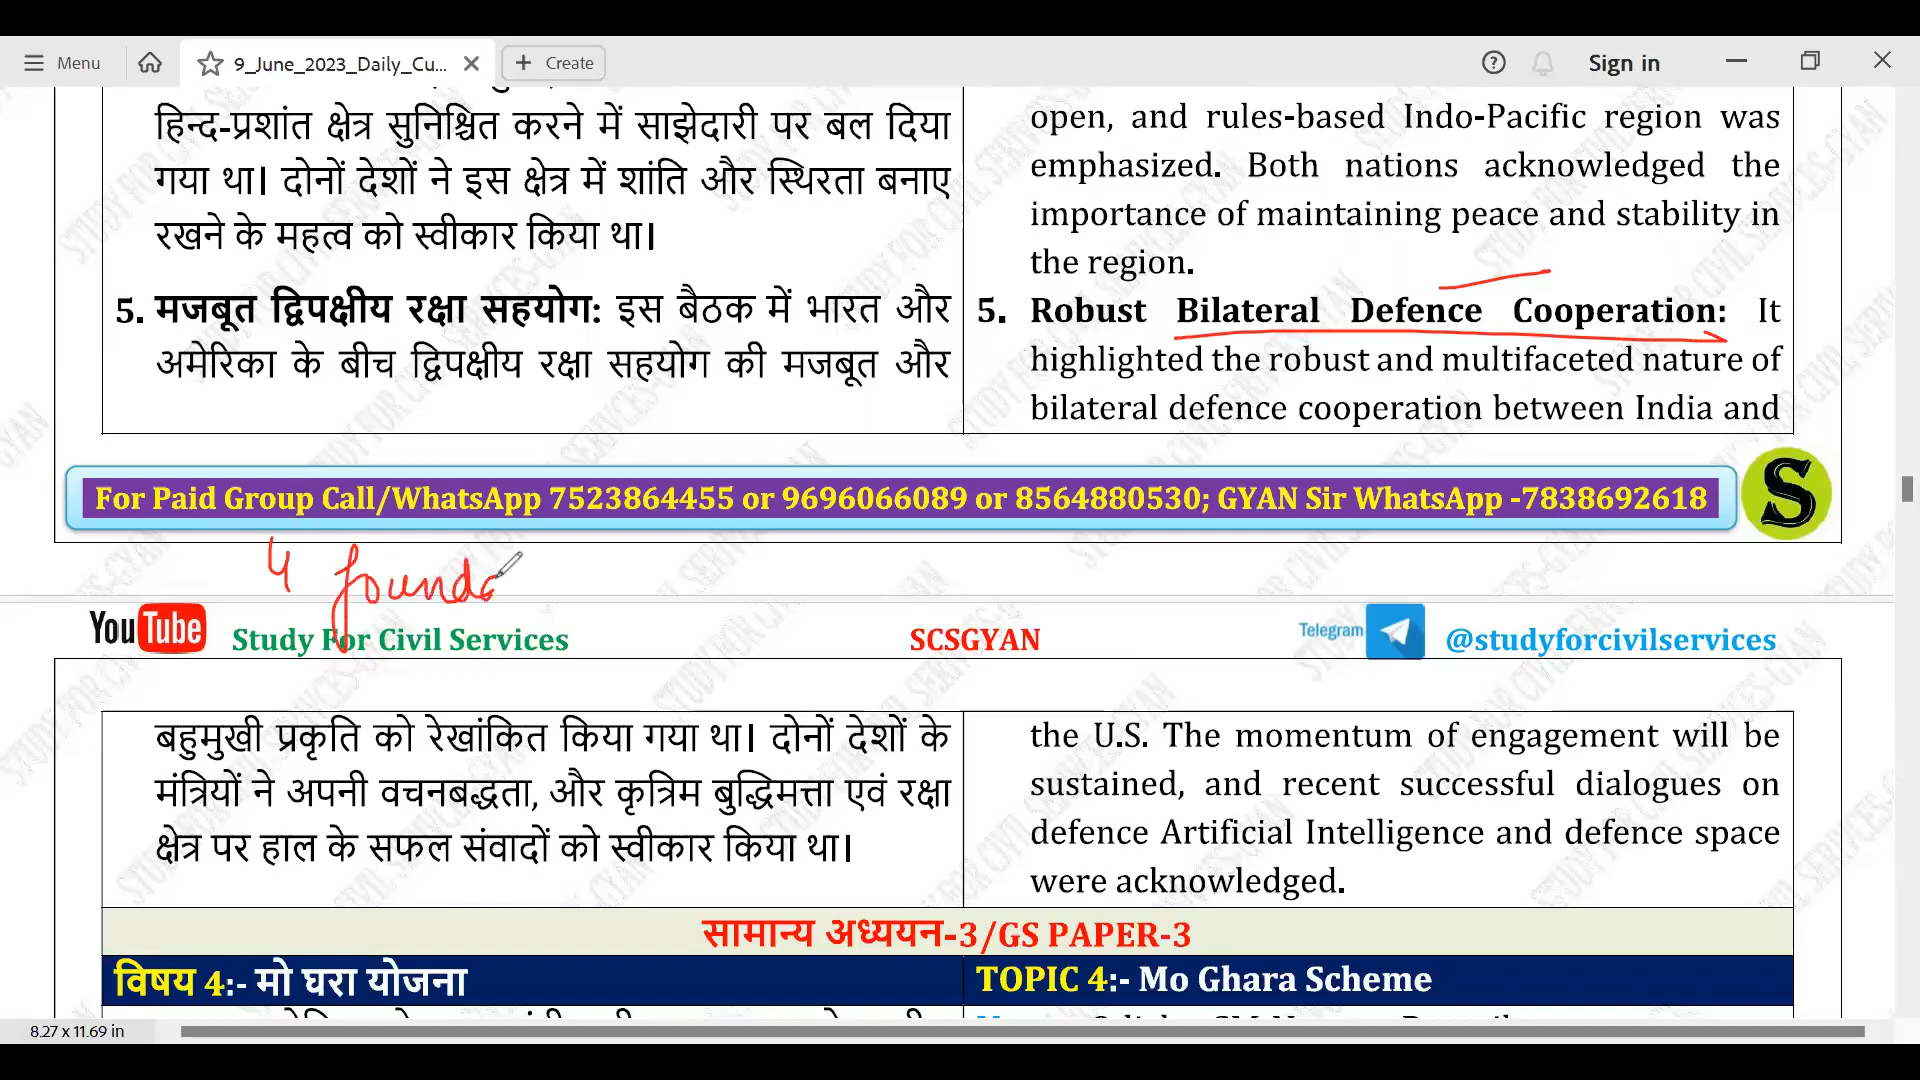 Menu
9_June_2023_Daily_Cu...
Create
Sign in
हिन्द-प्रशांत क्षेत्र सुनिश्चित करने में साझेदारी पर बल दिया
गया था। दोनों देशों ने इस क्षेत्र में शांति और स्थिरता बनाए
रखने के महत्व को स्वीकार किया था।
5. मजबूत द्विपक्षीय रक्षा सहयोग: इस बैठक में भारत और
अमेरिका के बीच द्विपक्षीय रक्षा सहयोग की मजबूत और
open, and rules-based Indo-Pacific region was
emphasized. Both nations acknowledged the
importance of maintaining peace and stability in
the region.
5. Robust Bilateral Defence Cooperation: It
highlighted the robust and multifaceted nature of
bilateral defence cooperation between India and
For Paid Group Call/WhatsApp 7523864455 or 9696066089 or 8564880530; GYAN Sir WhatsApp -7838692618
S
4 founda
YouTube Study For Civil Services SCSGYAN Telegram @studyforcivilservices
बहुमुखी प्रकृति को रेखांकित किया गया था। दोनों देशों के
मंत्रियों ने अपनी वचनबद्धता, और कृत्रिम बुद्धिमत्ता एवं रक्षा
क्षेत्र पर हाल के सफल संवादों को स्वीकार किया था।
the U.S. The momentum of engagement will be
sustained, and recent successful dialogues on
defence Artificial Intelligence and defence space
were acknowledged.
सामान्य अध्ययन-3/GS PAPER-3
विषय 4:- मो घरा योजना
TOPIC 4:- Mo Ghara Scheme
8.27 x 11.69 in